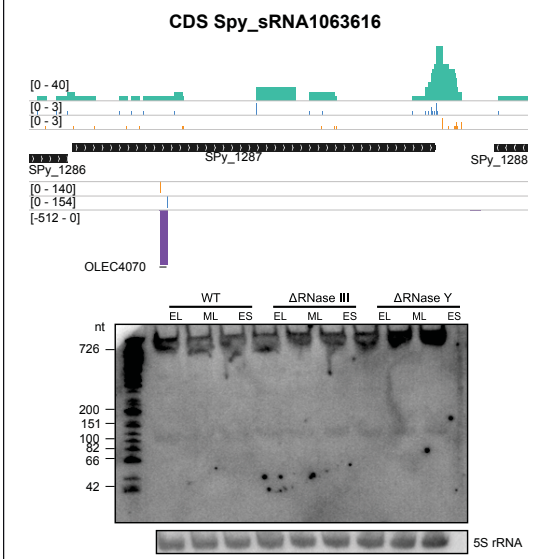 CDS Spy_sRNA1063616
[0 - 40]
[0 - 3]
[0 - 3]
SPy_1286
SPy_1287
SPy_1288
[0 - 140]
[0 - 154]
[-512 - 0]
OLEC4070
WT ΔRNase III ΔRNase Y
EL ML ES EL ML ES EL ML ES
nt
726
200
151
100
82
66
42
5S rRNA